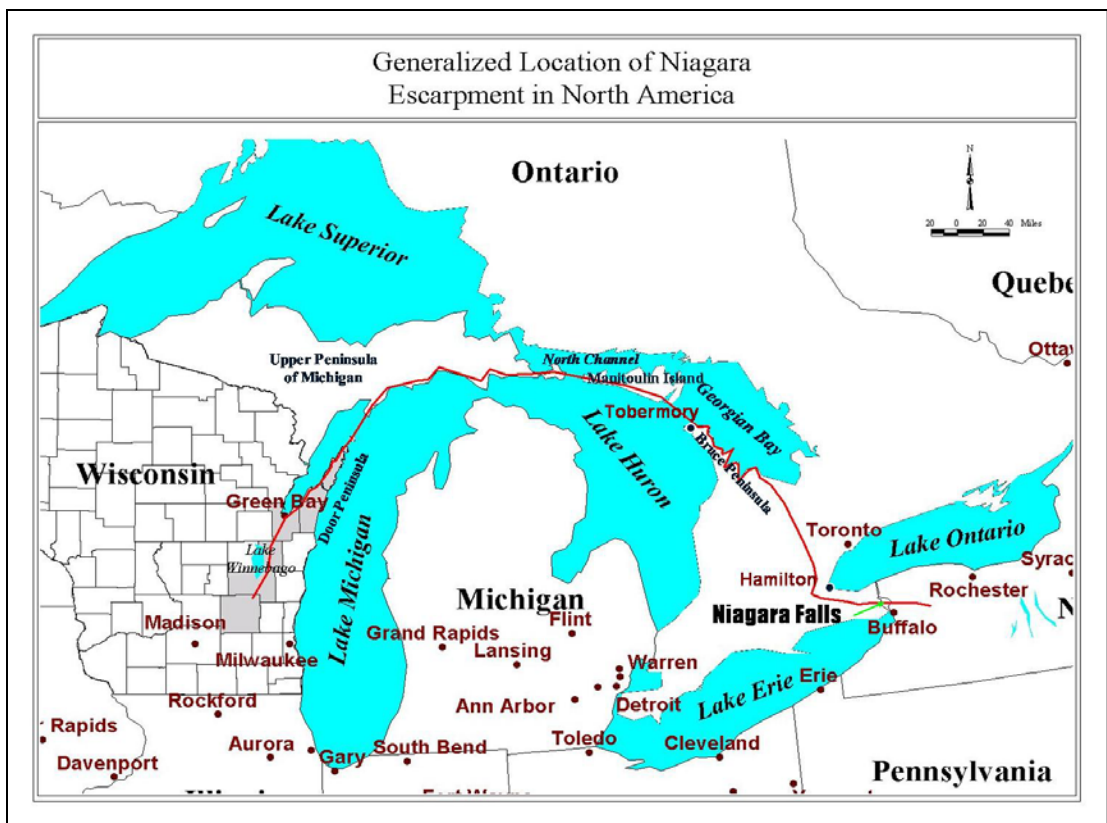 Generalized Location of Niagara
Escarpment in North America
Ontario
N
20 0 20 40 Miles
Lake Superior
Quebe
Ottav
Upper Peninsula
of Michigan
North Channel
Manitoulin Island
Georgian Bay
Tobermory
Lake Huron
Bruce Peninsula
Wisconsin
Green Bay
Door Peninsula
Lake Michigan
Lake
Winnebago
Toronto
Lake Ontario
Syrac
Hamilton
Rochester
Michigan
Niagara Falls
N
Buffalo
Flint
Madison
Grand Rapids
Milwaukee
Lansing
Warren
Lake Erie
Erie
Rockford
Ann Arbor
Detroit
Rapids
Aurora
South Bend
Toledo
Cleveland
Gary
Davenport
Pennsylvania